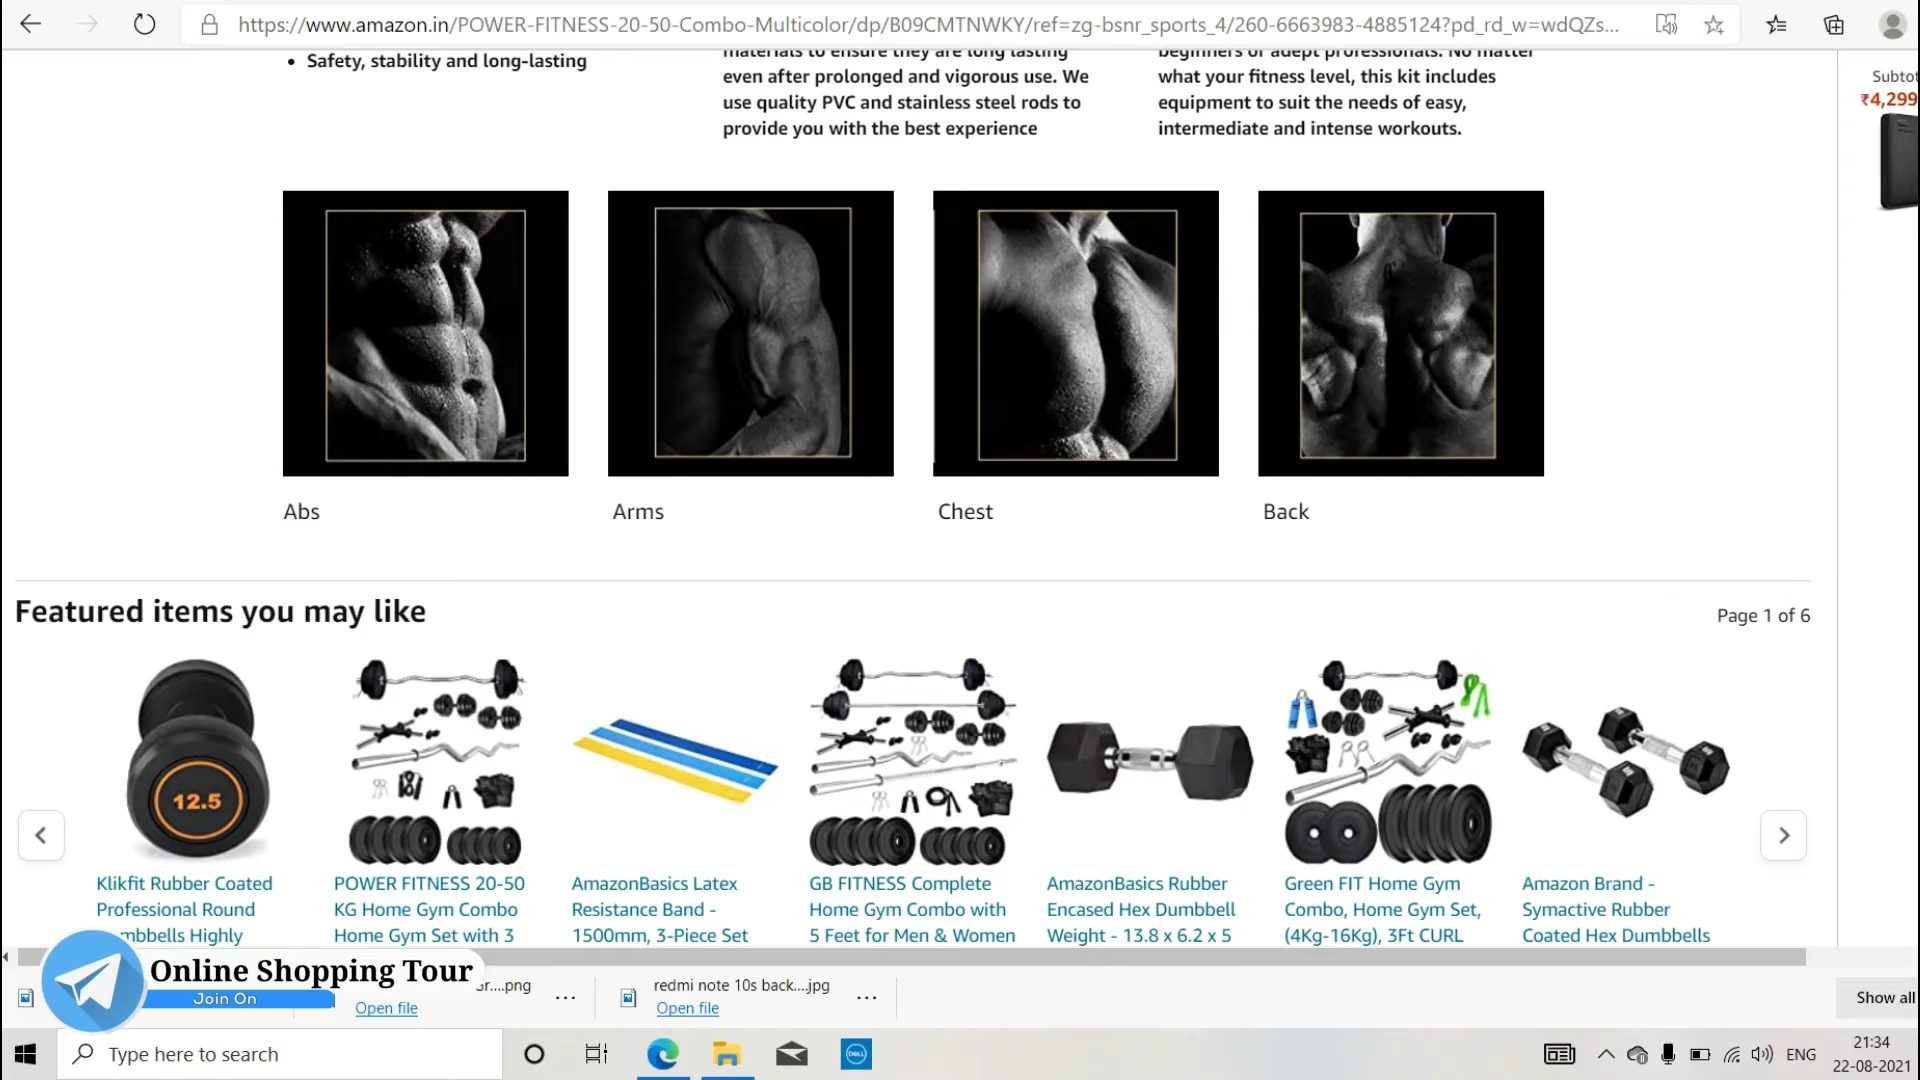 https://www.amazon.in/POWER-FITNESS-20-50-Combo-Multicolor/dp/B09CMTNWKY/ref=zg-bsnr_sports_4/260-6663983-4885124?pd_rd_w=wdQZs...
• Safety, stability and long-lasting
materials to ensure they are long lasting
even after prolonged and vigorous use. We
use quality PVC and stainless steel rods to
provide you with the best experience
beginners or adept professionals. No matter
what your fitness level, this kit includes
equipment to suit the needs of easy,
intermediate and intense workouts.
₹4,299
Abs
Arms
Chest
Back
Featured items you may like
Page 1 of 6
12.5
Klikfit Rubber Coated
Professional Round
mbbells Highly
POWER FITNESS 20-50
KG Home Gym Combo
Home Gym Set with 3
AmazonBasics Latex
Resistance Band -
1500mm, 3-Piece Set
GB FITNESS Complete
Home Gym Combo with
5 Feet for Men & Women
AmazonBasics Rubber
Encased Hex Dumbbell
Weight - 13.8 x 6.2 x 5
Green FIT Home Gym
Combo, Home Gym Set,
(4Kg-16Kg), 3Ft CURL
Amazon Brand -
Symactive Rubber
Coated Hex Dumbbells
Online Shopping Tour
Join On
r....png
Open file
redmi note 10s back....jpg
Open file
Show all
Type here to search
DELL
ENG
21:34
22-08-2021